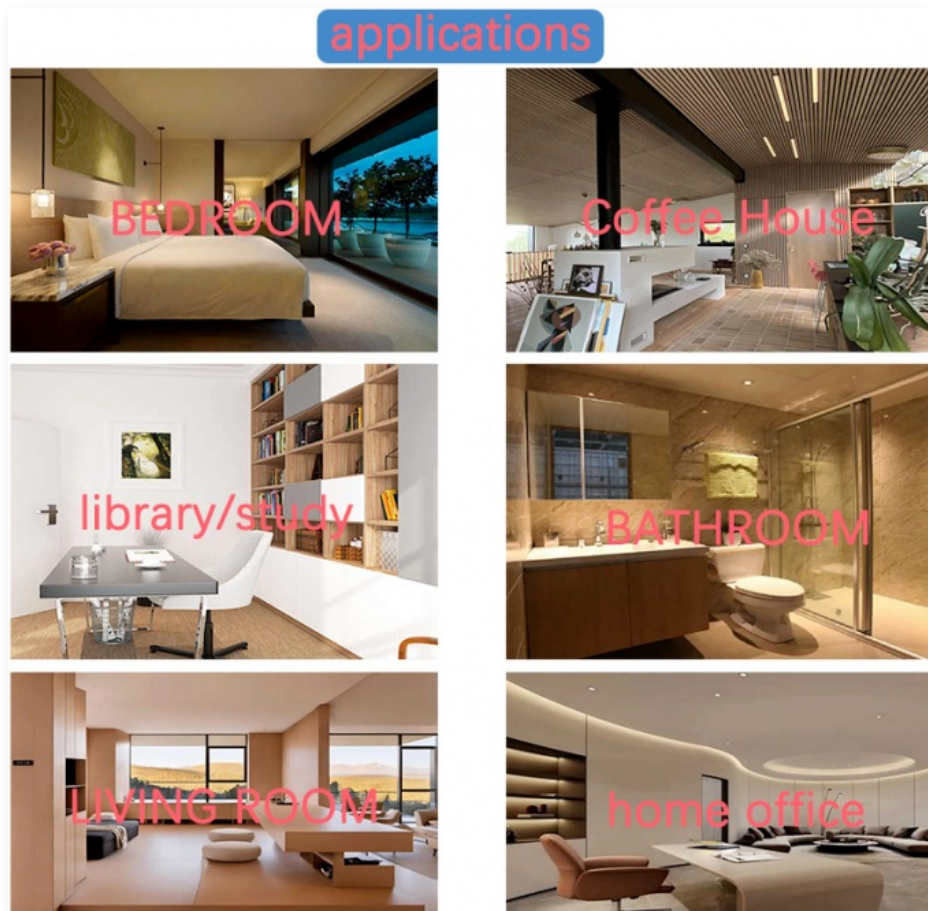 applications
BEDROOM
Coffee House
library/study
BATHROOM
LIVING ROOM
home office